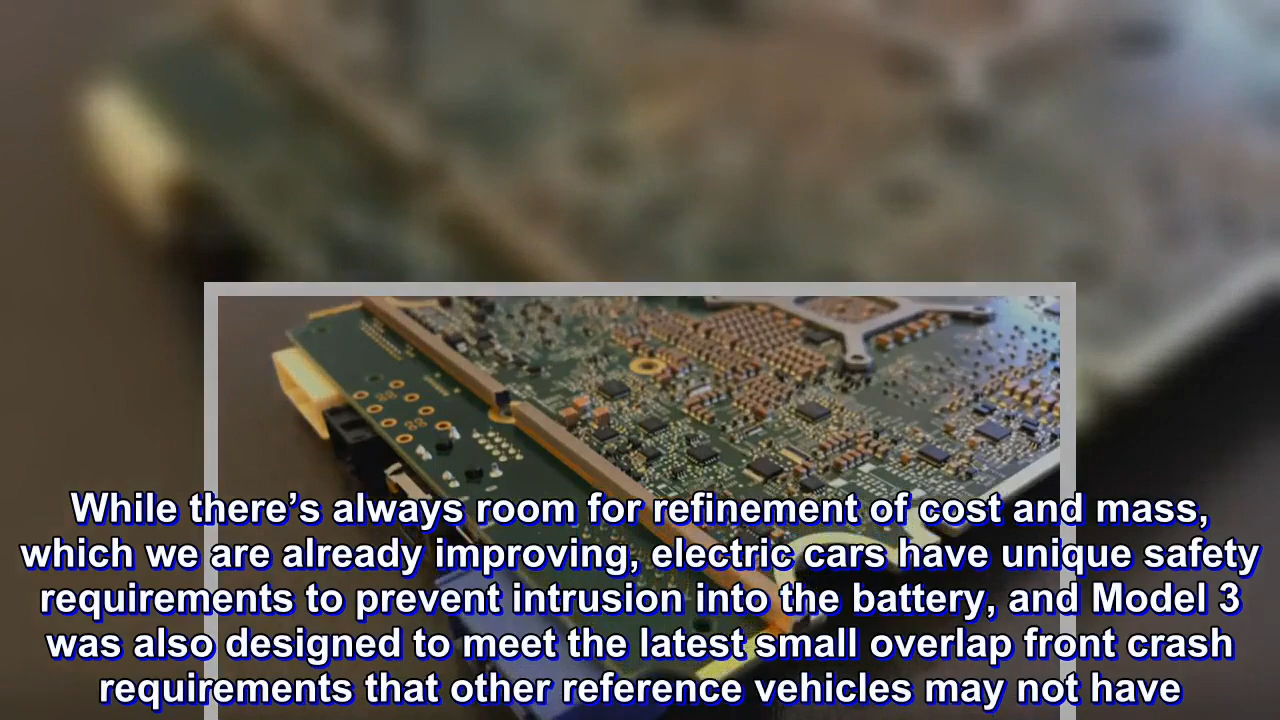 While there’s always room for refinement of cost and mass,
which we are already improving, electric cars have unique safety
requirements to prevent intrusion into the battery, and Model 3
was also designed to meet the latest small overlap front crash
requirements that other reference vehicles may not have